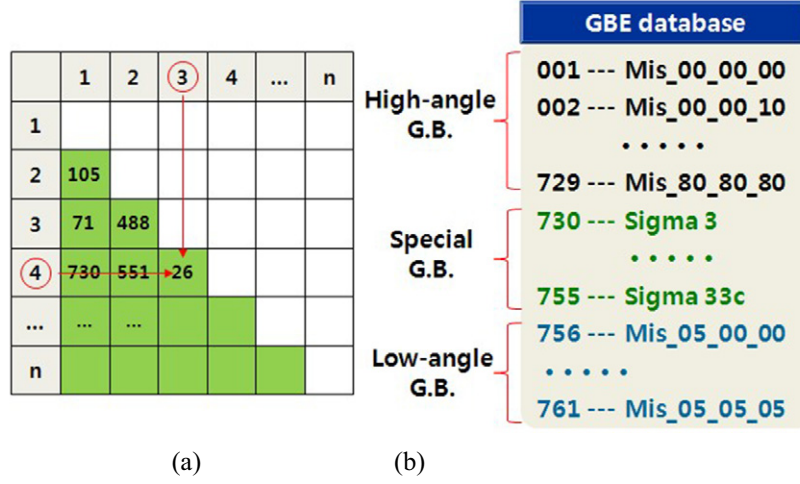 1 2 3 4 ... n
1
2 105
3 71 488
4 730 551 26
... ... ...
n
(a)
GBE database
High-angle
G.B.
001 --- Mis_00_00_00
002 --- Mis_00_00_10
• • • • •
729 --- Mis_80_80_80
Special
G.B.
730 --- Sigma 3
• • • • •
755 --- Sigma 33c
Low-angle
G.B.
756 --- Mis_05_00_00
• • • • •
761 --- Mis_05_05_05
(b)